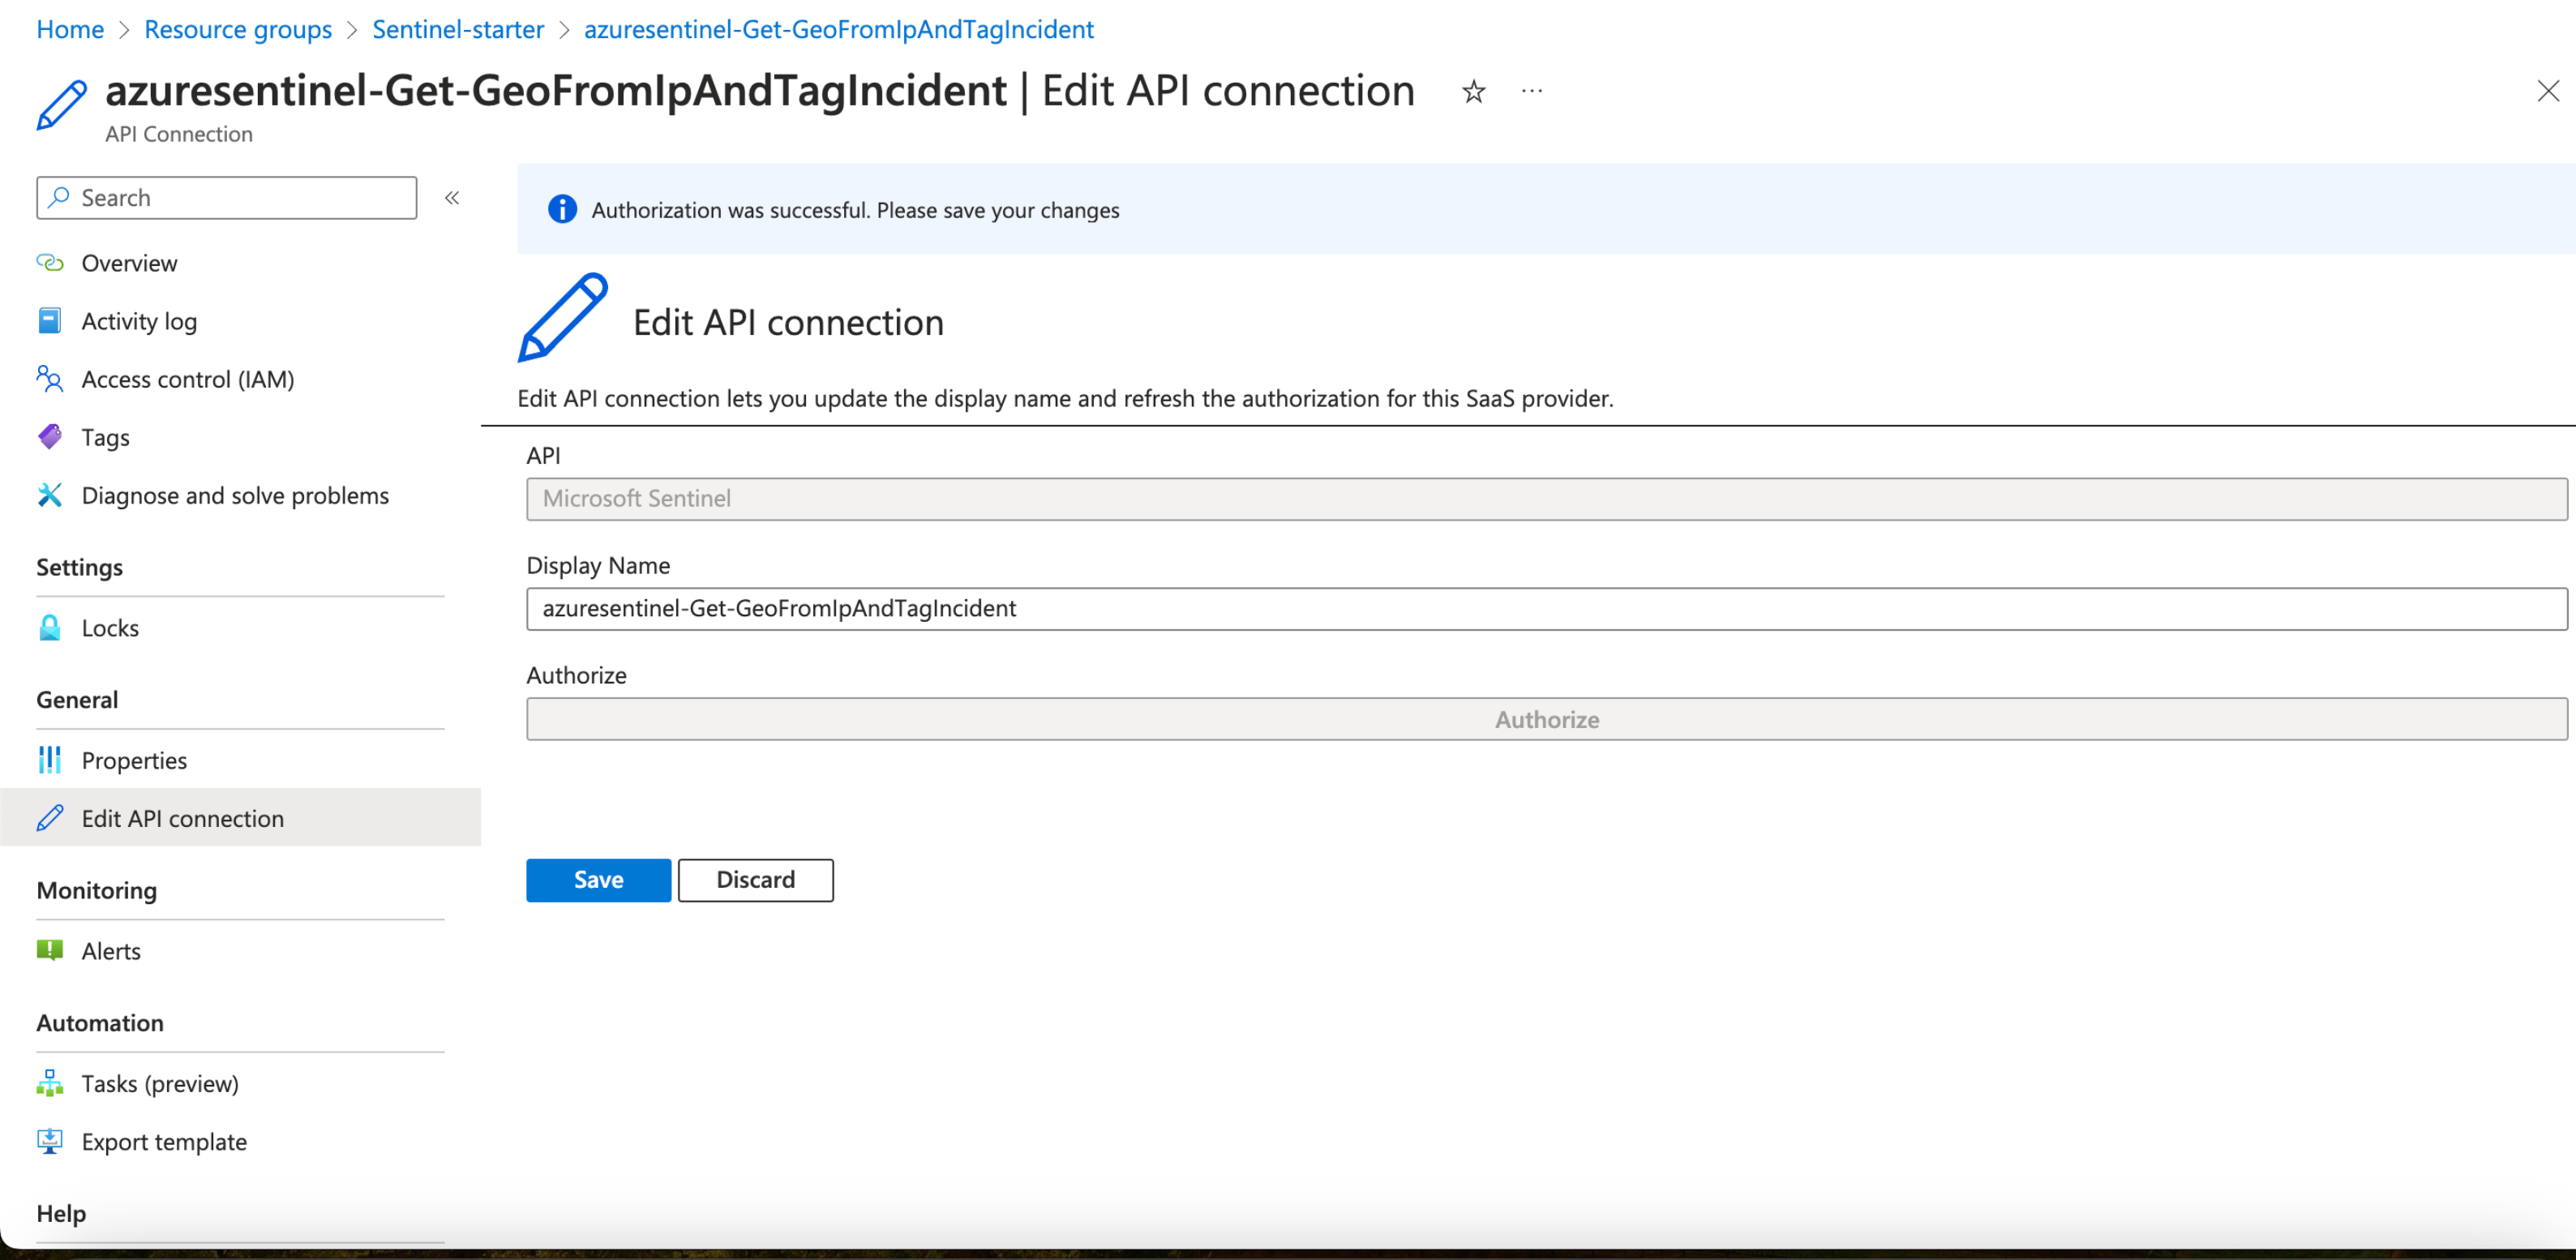 Home > Resource groups > Sentinel-starter > azuresentinel-Get-GeoFromIpAndTagIncident
azuresentinel-Get-GeoFromIpAndTagIncident | Edit API connection ☆ ···
API Connection
Search «
Overview
Activity log
Access control (IAM)
Tags
Diagnose and solve problems
Settings
Locks
General
Properties
Edit API connection
Monitoring
Alerts
Automation
Tasks (preview)
Export template
Help
Authorization was successful. Please save your changes
Edit API connection
Edit API connection lets you update the display name and refresh the authorization for this SaaS provider.
API
Microsoft Sentinel
Display Name
azuresentinel-Get-GeoFromIpAndTagIncident
Authorize
Authorize
Save Discard